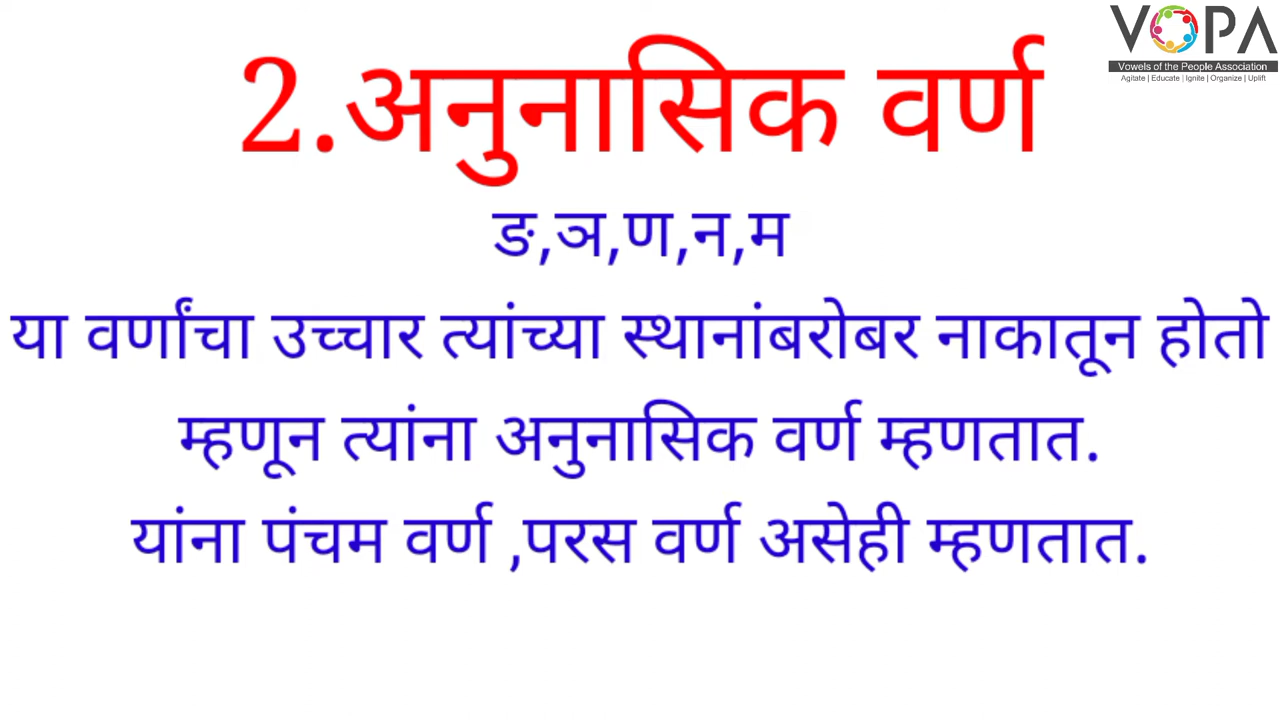 VOPA
Vowels of the People Association
Agitate | Educate | Ignite | Organize | Uplift
2.अनुनासिक वर्ण
ङ,ञ,ण,न,म
या वर्णांचा उच्चार त्यांच्या स्थानांबरोबर नाकातून होतो
म्हणून त्यांना अनुनासिक वर्ण म्हणतात.
यांना पंचम वर्ण ,परस वर्ण असेही म्हणतात.